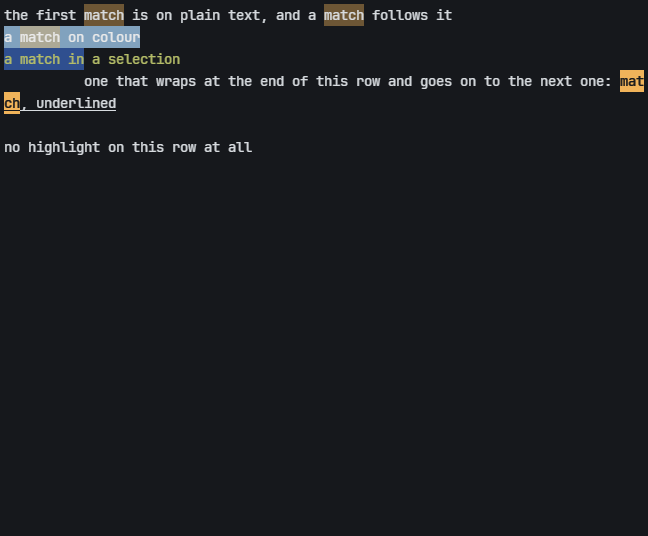 the first match is on plain text, and a match follows it
a match on colour
a match in a selection
one that wraps at the end of this row and goes on to the next one: mat
ch, underlined
no highlight on this row at all